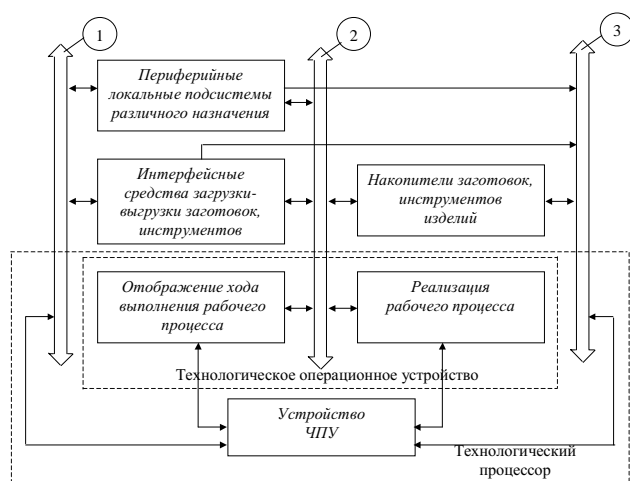 1
2
3
Периферийные
локальные подсистемы
различного назначения
Интерфейсные
средства загрузки-
выгрузки заготовок,
инструментов
Накопители заготовок,
инструментов
изделий
Отображение хода
выполнения рабочего
процесса
Реализация
рабочего процесса
Технологическое операционное устройство
Устройство
ЧПУ
Технологический
процессор